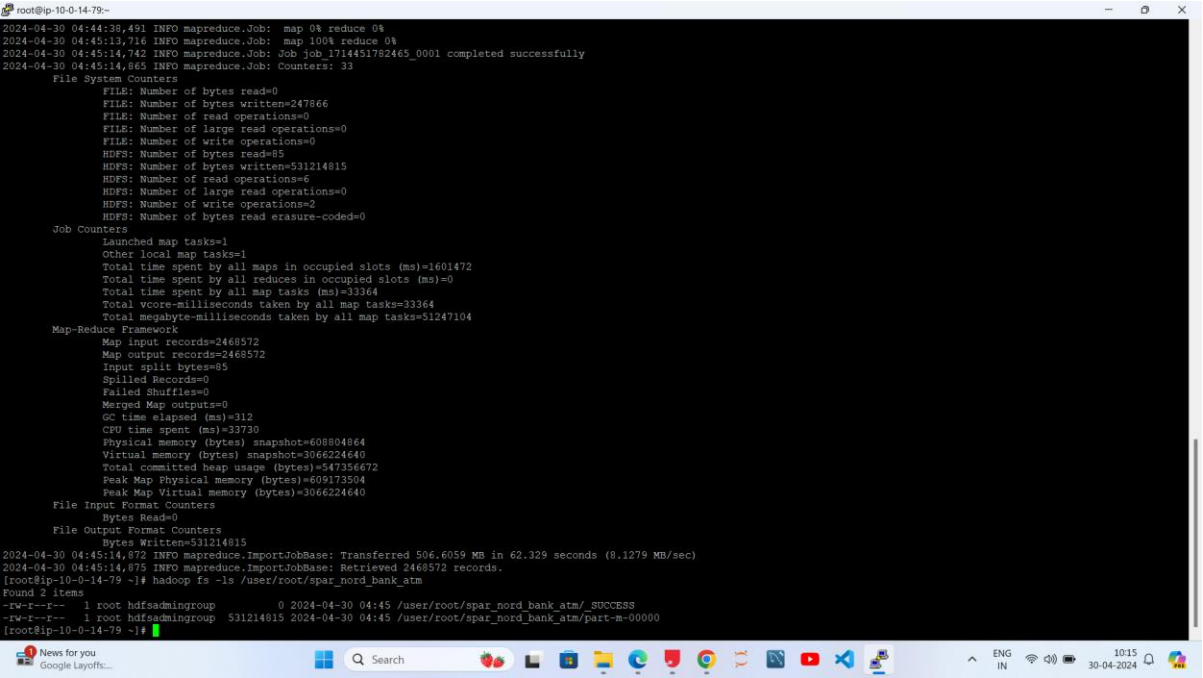 root@ip-10-0-14-79:~
2024-04-30 04:44:38,491 INFO mapreduce.Job:  map 0% reduce 0%
2024-04-30 04:45:13,716 INFO mapreduce.Job:  map 100% reduce 0%
2024-04-30 04:45:14,742 INFO mapreduce.Job: Job job_1714451782465_0001 completed successfully
2024-04-30 04:45:14,865 INFO mapreduce.Job: Counters: 33
File System Counters
FILE: Number of bytes read=0
FILE: Number of bytes written=247866
FILE: Number of read operations=0
FILE: Number of large read operations=0
FILE: Number of write operations=0
HDFS: Number of bytes read=85
HDFS: Number of bytes written=531214815
HDFS: Number of read operations=6
HDFS: Number of large read operations=0
HDFS: Number of write operations=2
HDFS: Number of bytes read erasure-coded=0
Job Counters
Launched map tasks=1
Other local map tasks=1
Total time spent by all maps in occupied slots (ms)=1601472
Total time spent by all reduces in occupied slots (ms)=0
Total time spent by all map tasks (ms)=33364
Total vcore-milliseconds taken by all map tasks=33364
Total megabyte-milliseconds taken by all map tasks=51247104
Map-Reduce Framework
Map input records=2468572
Map output records=2468572
Input split bytes=85
Spilled Records=0
Failed Shuffles=0
Merged Map outputs=0
GC time elapsed (ms)=312
CPU time spent (ms)=33730
Physical memory (bytes) snapshot=608804864
Virtual memory (bytes) snapshot=3066224640
Total committed heap usage (bytes)=547356672
Peak Map Physical memory (bytes)=609173504
Peak Map Virtual memory (bytes)=3066224640
File Input Format Counters
Bytes Read=0
File Output Format Counters
Bytes Written=531214815
2024-04-30 04:45:14,872 INFO mapreduce.ImportJobBase: Transferred 506.6059 MB in 62.329 seconds (8.1279 MB/sec)
2024-04-30 04:45:14,875 INFO mapreduce.ImportJobBase: Retrieved 2468572 records.
[root@ip-10-0-14-79 ~]# hadoop fs -ls /user/root/spar_nord_bank_atm
Found 2 items
-rw-r--r--   1 root hdfsadmingroup          0 2024-04-30 04:45 /user/root/spar_nord_bank_atm/_SUCCESS
-rw-r--r--   1 root hdfsadmingroup  531214815 2024-04-30 04:45 /user/root/spar_nord_bank_atm/part-m-00000
[root@ip-10-0-14-79 ~]#
1 News for you
Google Layoffs:...
Search
ENG
IN
10:15
30-04-2024